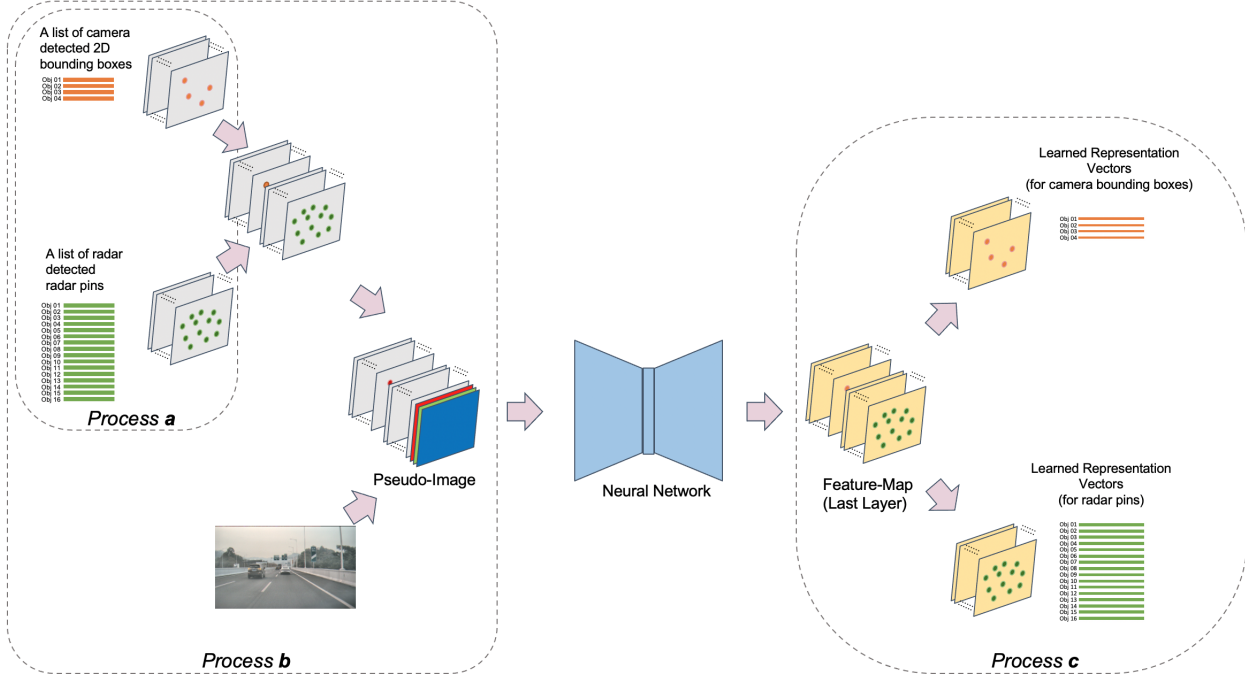 A list of camera
detected 2D
bounding boxes
Obj 01
Obj 02
Obj 03
Obj 04
A list of radar
detected
radar pins
Obj 01
Obj 02
Obj 03
Obj 04
Obj 05
Obj 06
Obj 07
Obj 08
Obj 09
Obj 10
Obj 11
Obj 12
Obj 13
Obj 14
Obj 15
Obj 16
Process a
Pseudo-Image
Process b
Neural Network
Feature-Map
(Last Layer)
Learned Representation
Vectors
(for camera bounding boxes)
Obj 01
Obj 02
Obj 03
Obj 04
Learned Representation
Vectors
(for radar pins)
Obj 01
Obj 02
Obj 03
Obj 04
Obj 05
Obj 06
Obj 07
Obj 08
Obj 09
Obj 10
Obj 11
Obj 12
Obj 13
Obj 14
Obj 15
Obj 16
Process c